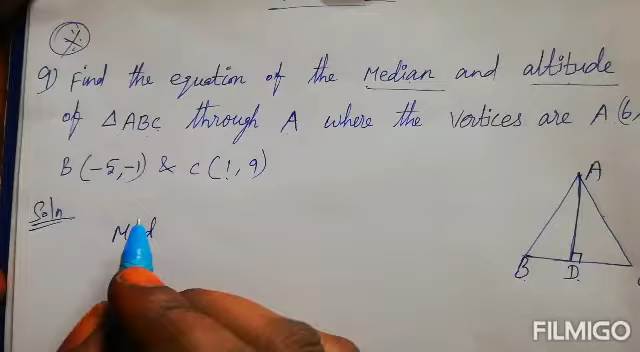 9) Find the equation of the Median and altitude
of △ABC through A where the vertices are A(6,
B(-5,-1) & C(1,9)
Soln
Med
A
B
D
FILMIGO